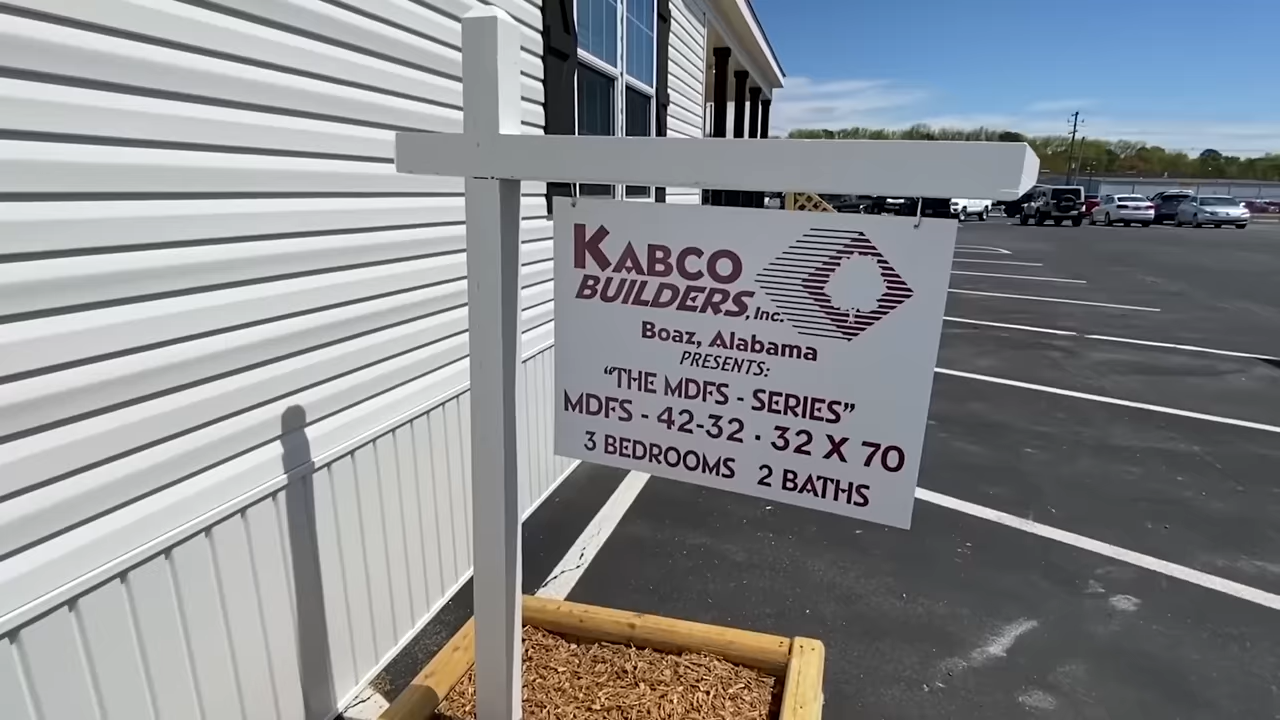 KABCO
BUILDERS, Inc.
Boaz, Alabama
PRESENTS:
“THE MDFS - SERIES”
MDFS - 42-32 · 32 X 70
3 BEDROOMS 2 BATHS